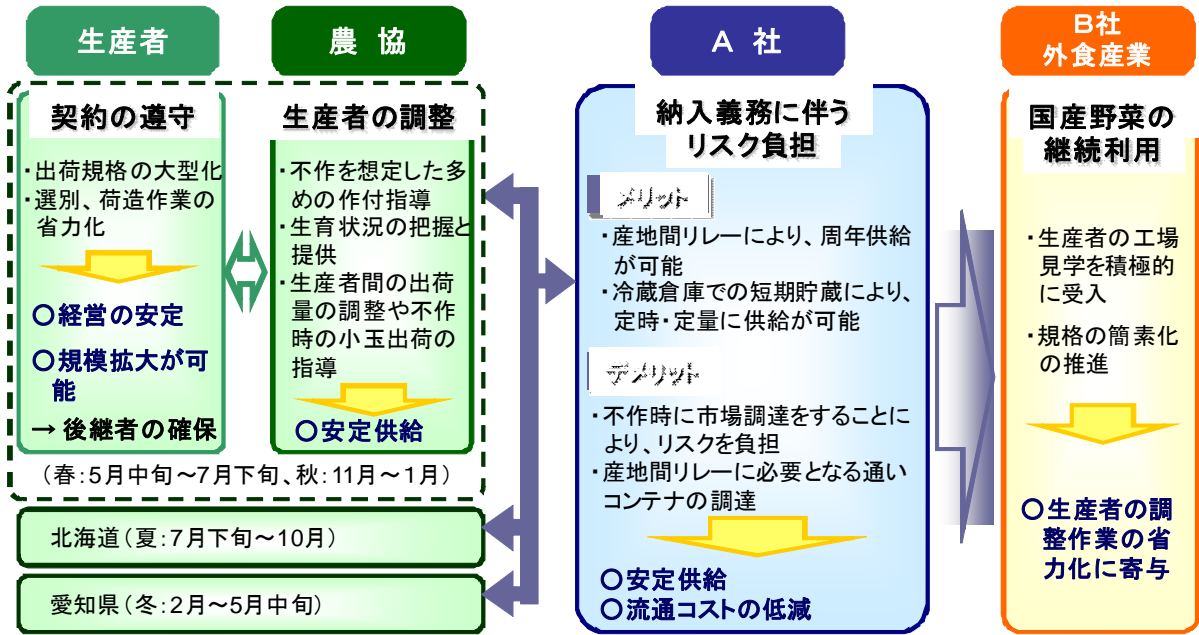 生産者
農 協
A 社
B社
外食産業
契約の遵守
・出荷規格の大型化
・選別、荷造作業の
省力化
○経営の安定
○規模拡大が可
能
→ 後継者の確保
生産者の調整
・不作を想定した多
めの作付指導
・生育状況の把握と
提供
・生産者間の出荷
量の調整や不作
時の小玉出荷の
指導
○安定供給
（春：5月中旬～7月下旬、秋：11月～１月）
北海道（夏：7月下旬～10月）
愛知県（冬：2月～5月中旬）
納入義務に伴う
リスク負担
メリット
・産地間リレーにより、周年供給
が可能
・冷蔵倉庫での短期貯蔵により、
定時・定量に供給が可能
デメリット
・不作時に市場調達をすることに
より、リスクを負担
・産地間リレーに必要となる通い
コンテナの調達
○安定供給
○流通コストの低減
国産野菜の
継続利用
・生産者の工場
見学を積極的
に受入
・規格の簡素化
の推進
○生産者の調
整作業の省
力化に寄与